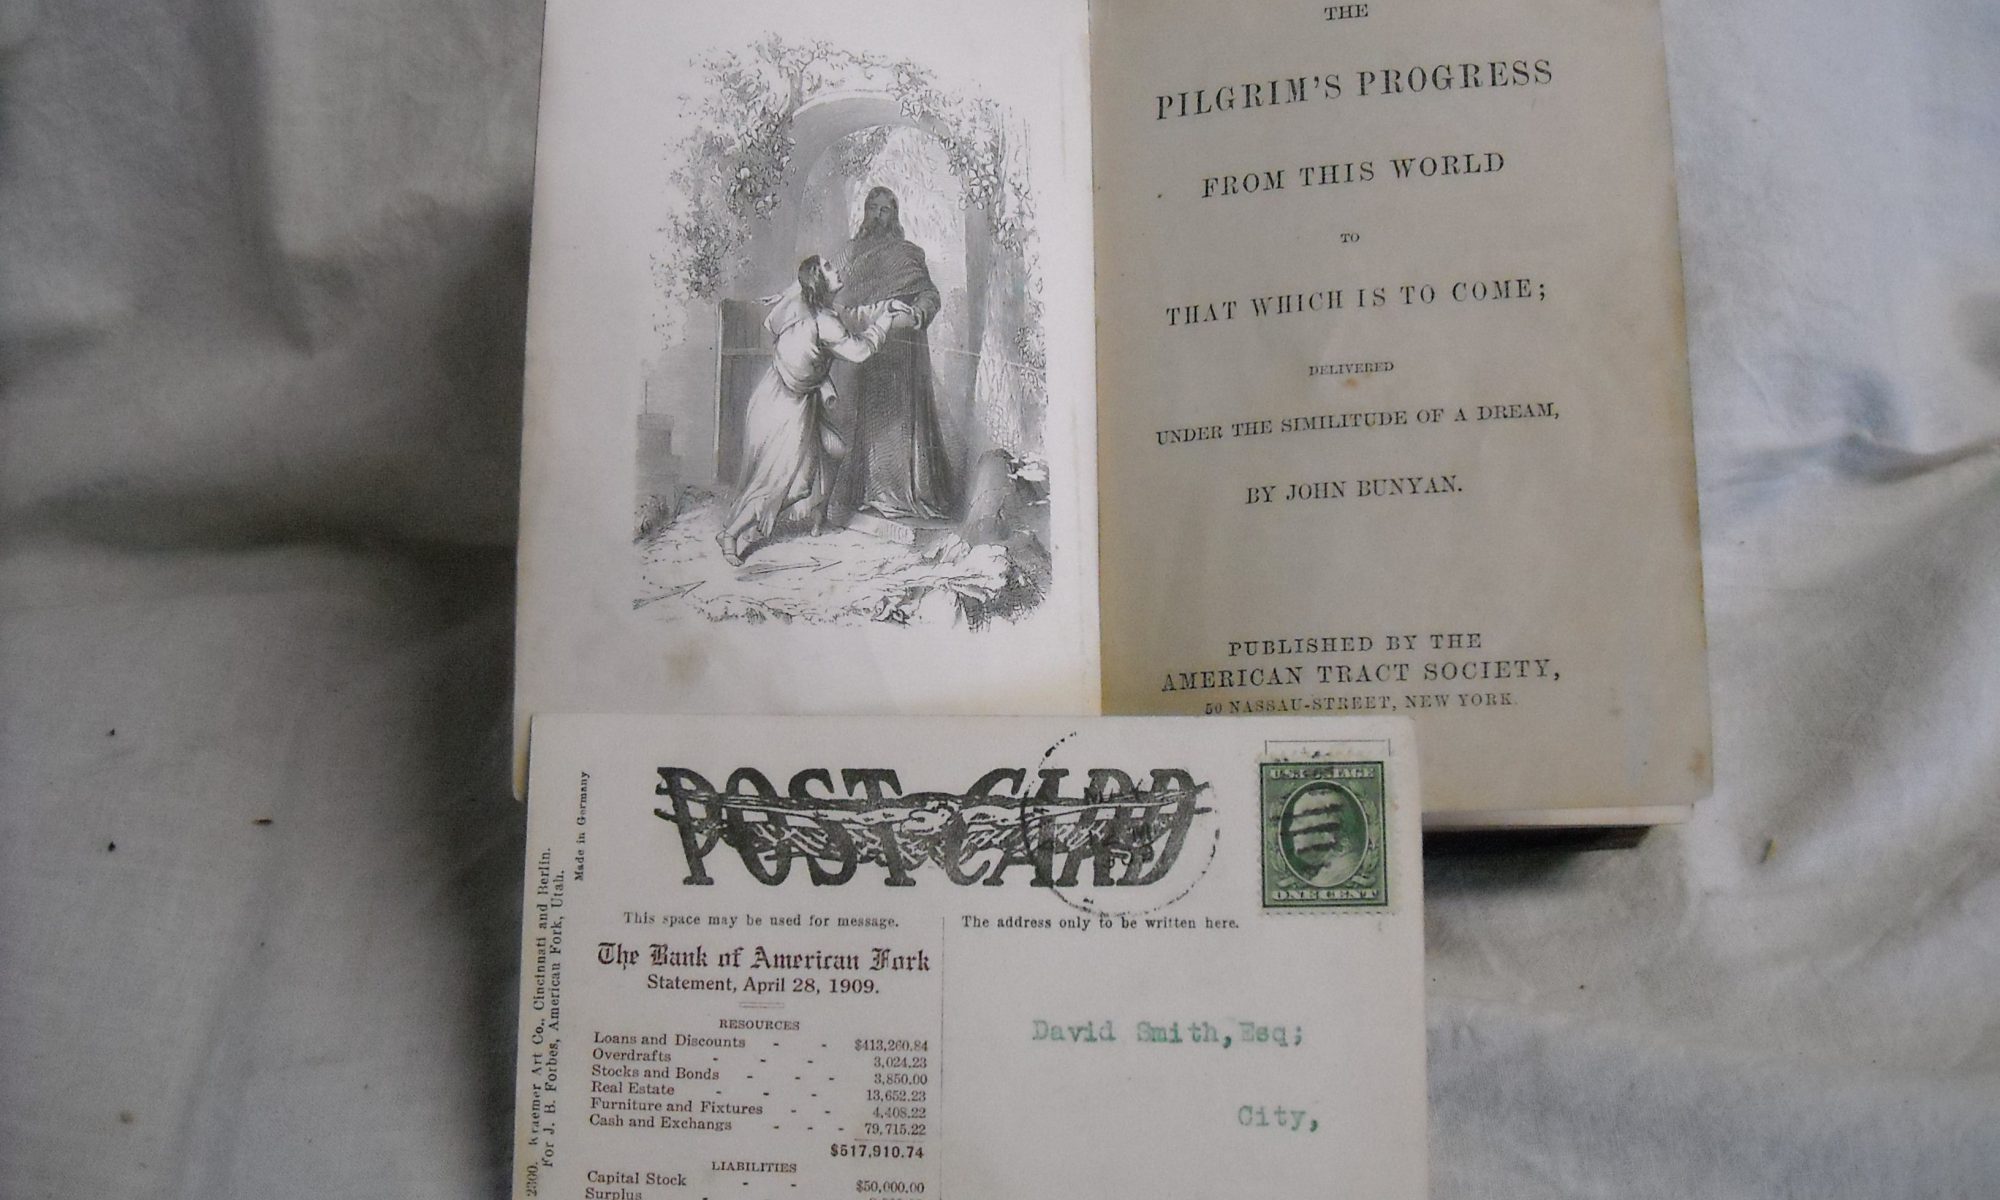 THE
PILGRIM'S PROGRESS
FROM THIS WORLD
TO
THAT WHICH IS TO COME;
DELIVERED
UNDER THE SIMILITUDE OF A DREAM,
BY JOHN BUNYAN.
PUBLISHED BY THE
AMERICAN TRACT SOCIETY,
50 NASSAU-STREET, NEW YORK.
POST CARD
U.S. POSTAGE
ONE CENT
Made in Germany
2300. Kraemer Art Co., Cincinnati and Berlin.
For J. B. Forbes, American Fork, Utah.
This space may be used for message.
The address only to be written here.
The Bank of American Fork
Statement, April 28, 1909.
RESOURCES
Loans and Discounts - - $413,260.84
Overdrafts - - - 3,024.23
Stocks and Bonds - - - 3,850.00
Real Estate - - - 13,652.23
Furniture and Fixtures - - 4,408.22
Cash and Exchangs - - - 79,715.22
$517,910.74
LIABILITIES
Capital Stock - - $50,000.00
Surplus -
David Smith, Esq;
City,